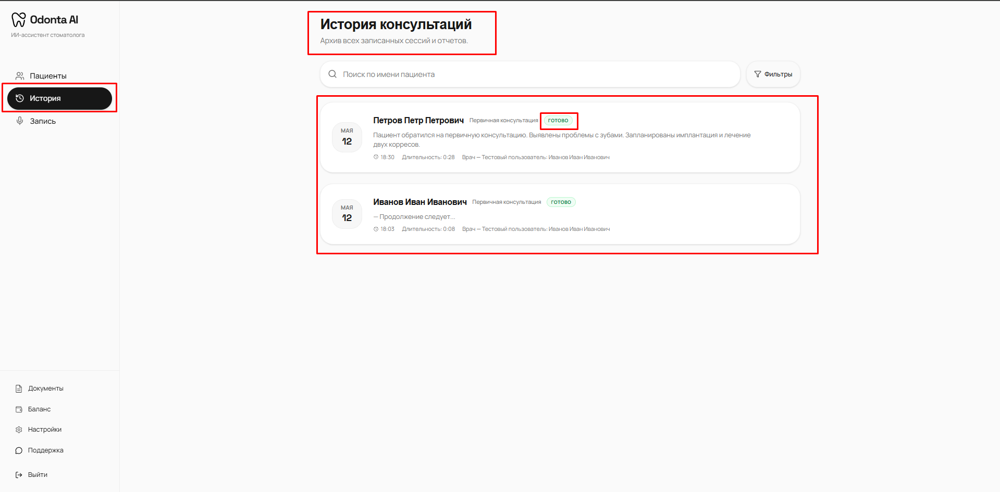 Odonta AI
ИИ-ассистент стоматолога
Пациенты
История
Запись
Документы
Баланс
Настройки
Поддержка
Выйти
История консультаций
Архив всех записанных сессий и отчетов.
Поиск по имени пациента
Фильтры
МАЯ
12
Петров Петр Петрович Первичная консультация ГОТОВО
Пациент обратился на первичную консультацию. Выявлены проблемы с зубами. Запланированы имплантация и лечение
двух корресов.
18:30 Длительность: 0:28 Врач — Тестовый пользователь: Иванов Иван Иванович
МАЯ
12
Иванов Иван Иванович Первичная консультация ГОТОВО
— Продолжение следует...
18:03 Длительность: 0:08 Врач — Тестовый пользователь: Иванов Иван Иванович